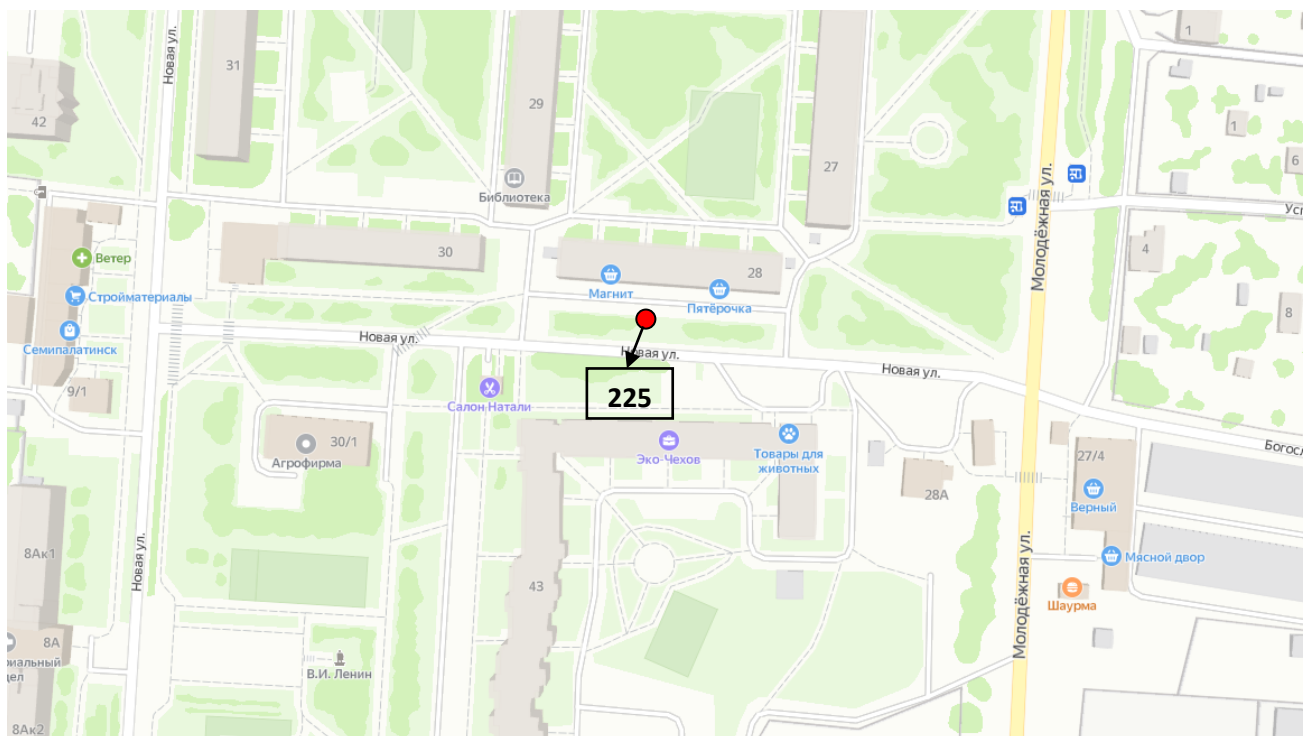 Новая ул.
31
29
1
42
27
1
6
Библиотека
Молодёжная ул.
Ветер
30
4
28
Магнит
Пятёрочка
Стройматериалы
8
Новая ул.
Семипалатинск
Новая ул.
Новая ул.
9/1
225
Салон Натали
30/1
Агрофирма
Эко-Чехов
Товары для
животных
27/4
28А
Верный
8Ак1
Новая ул.
Мясной двор
43
Молодёжная ул.
Шаурма
8А
В.И. Ленин
8Ак2